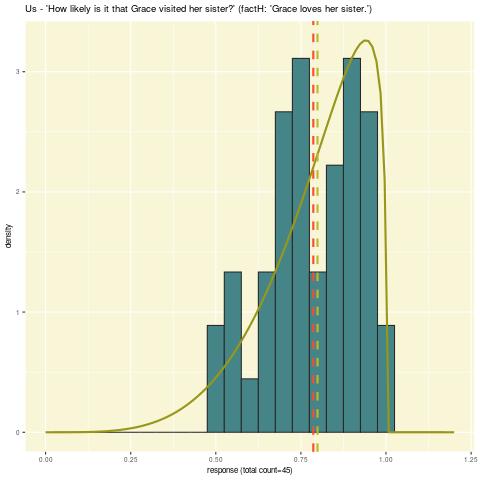 Us - 'How likely is it that Grace visited her sister?' (factH: 'Grace loves her sister.')
density
3
2
1
0
0.00 0.25 0.50 0.75 1.00 1.25
response (total count=45)